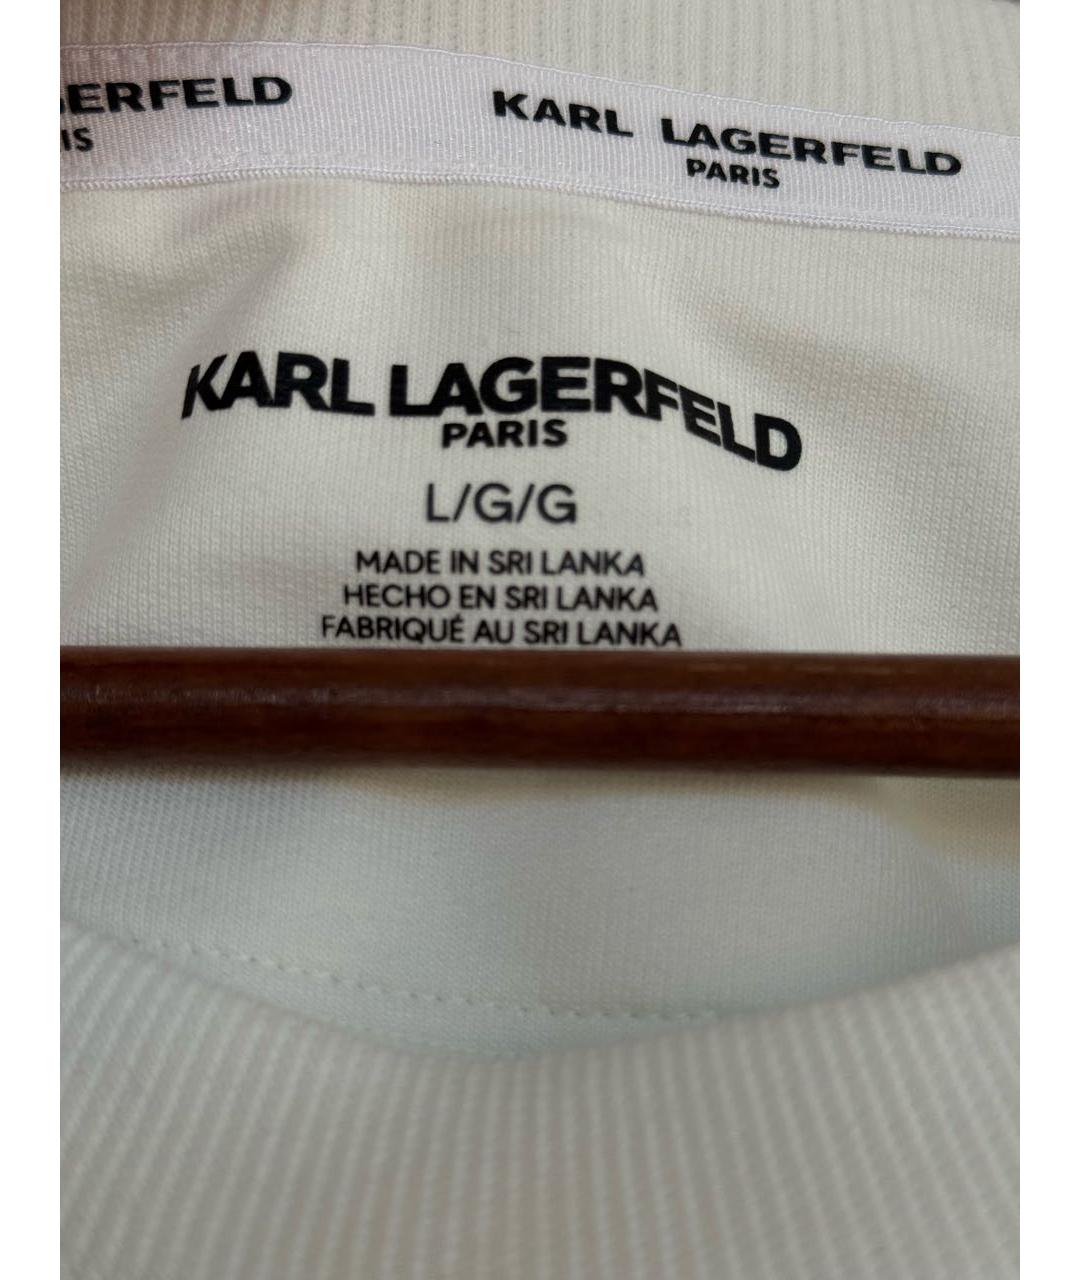 GERFELD
IS
KARL LAGERFELD
PARIS
KARL LAGERFELD
PARIS
L/G/G
MADE IN SRI LANKA
HECHO EN SRI LANKA
FABRIQUÉ AU SRI LANKA